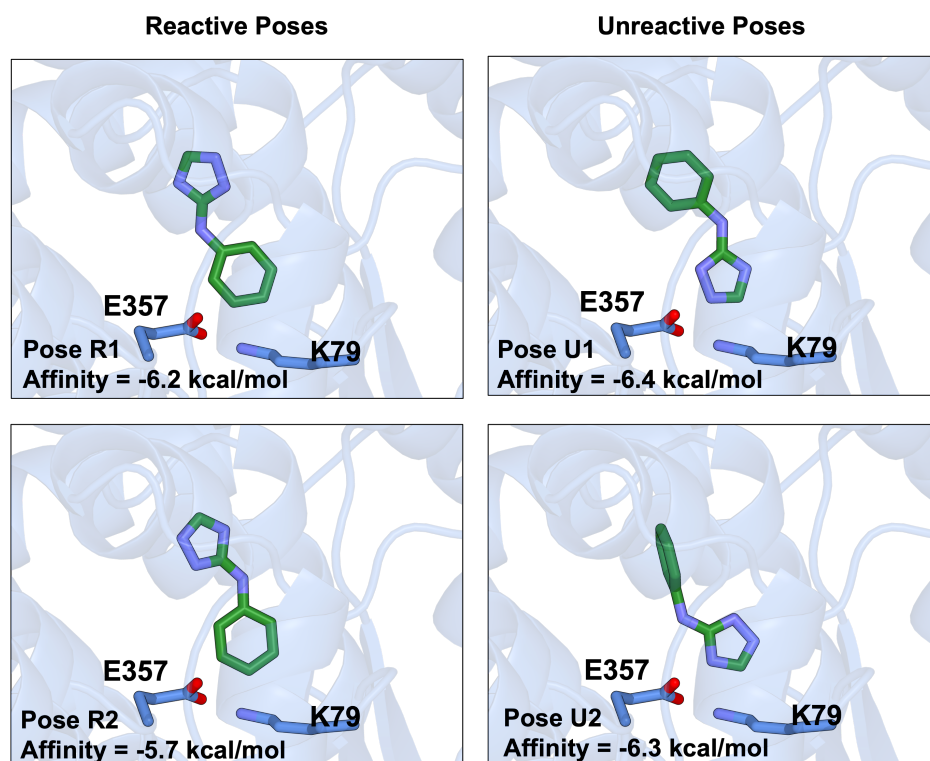 Reactive Poses
Unreactive Poses
E357
K79
Pose R1
Affinity = -6.2 kcal/mol
E357
K79
Pose U1
Affinity = -6.4 kcal/mol
E357
K79
Pose R2
Affinity = -5.7 kcal/mol
E357
K79
Pose U2
Affinity = -6.3 kcal/mol